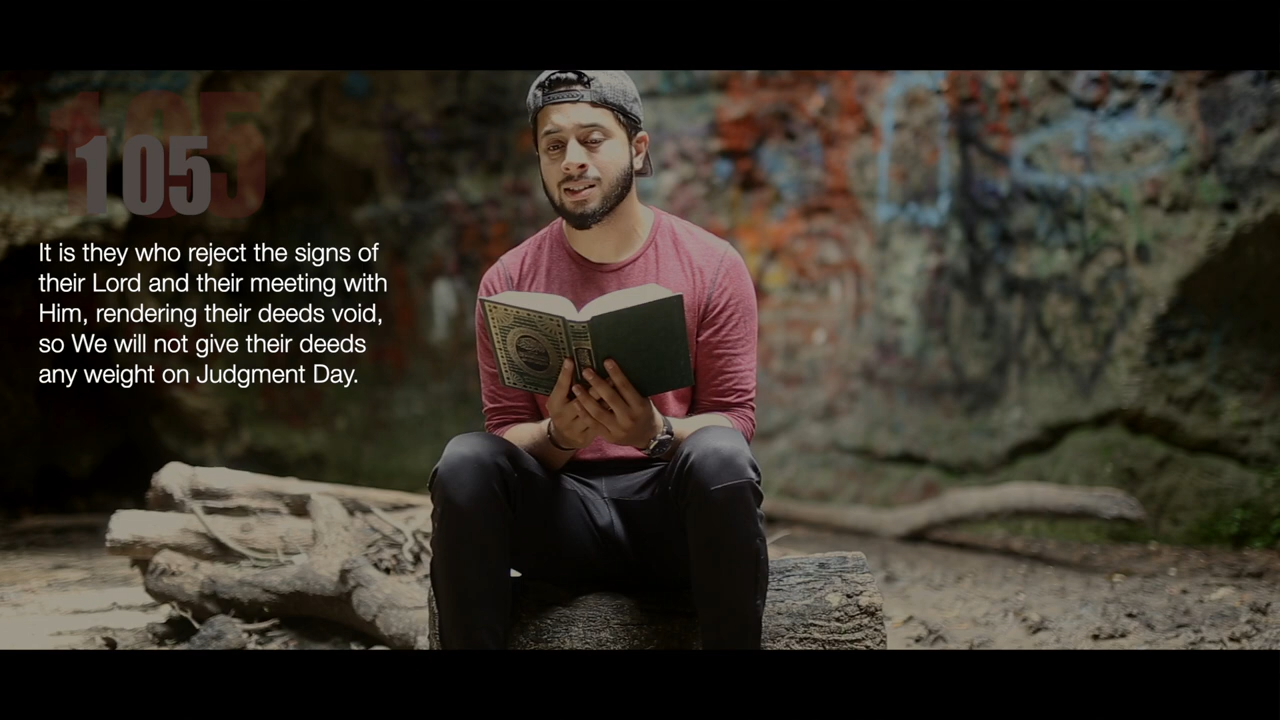 105
It is they who reject the signs of
their Lord and their meeting with
Him, rendering their deeds void,
so We will not give their deeds
any weight on Judgment Day.